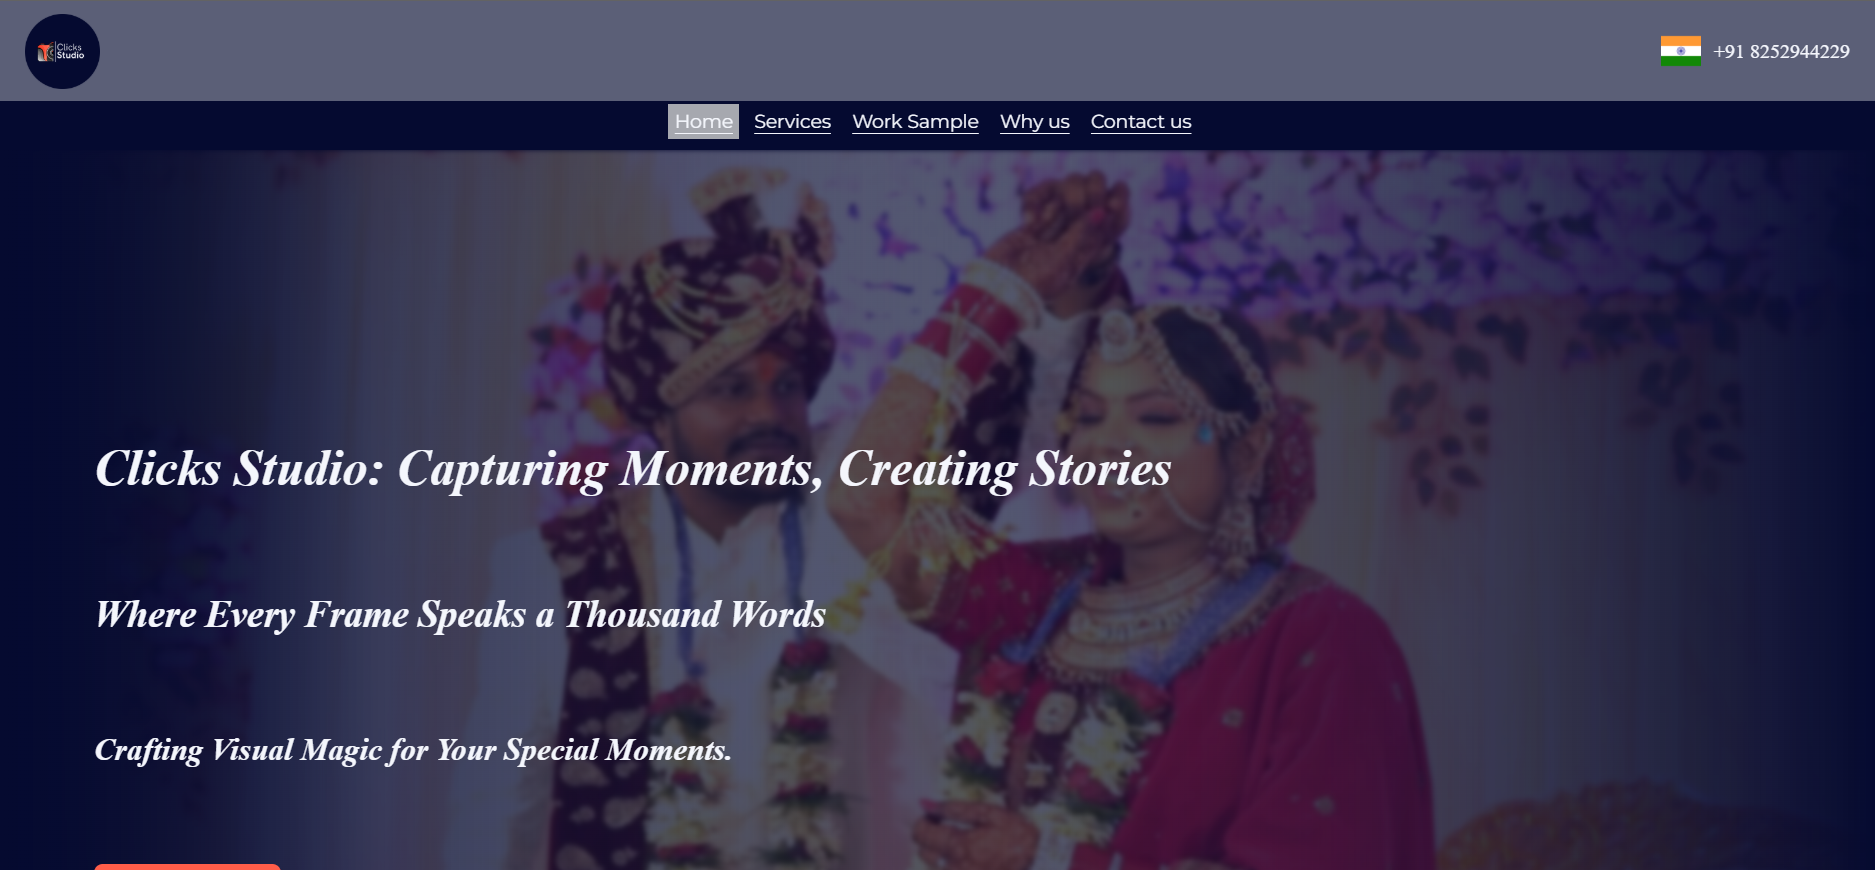 Clicks
Studio
+91 8252944229
Home Services Work Sample Why us Contact us
Clicks Studio: Capturing Moments, Creating Stories
Where Every Frame Speaks a Thousand Words
Crafting Visual Magic for Your Special Moments.